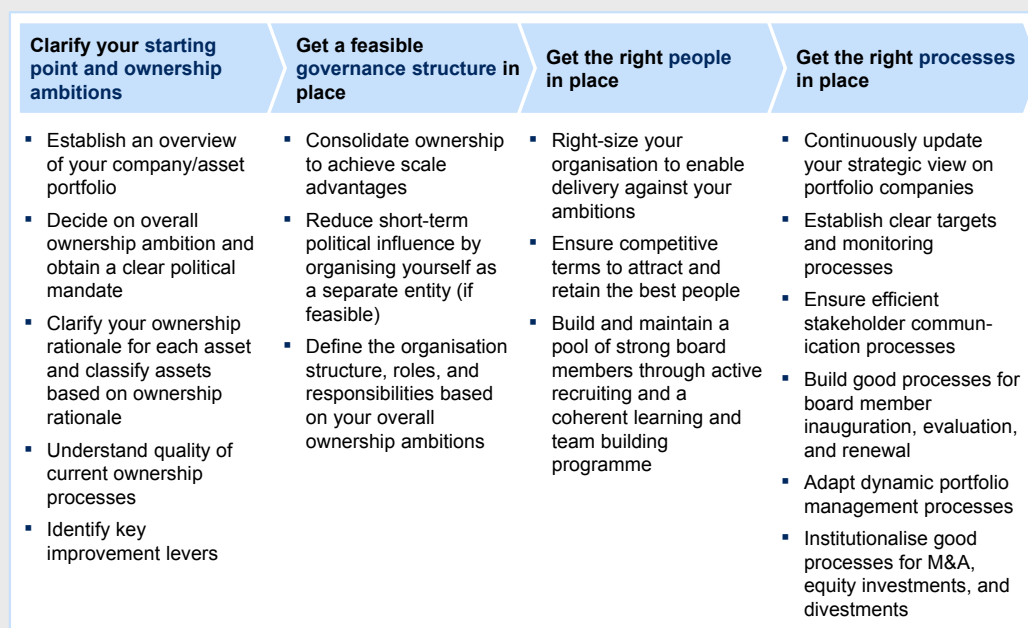 Clarify your starting
point and ownership
ambitions
▪ Establish an overview
of your company/asset
portfolio
▪ Decide on overall
ownership ambition and
obtain a clear political
mandate
▪ Clarify your ownership
rationale for each asset
and classify assets
based on ownership
rationale
▪ Understand quality of
current ownership
processes
▪ Identify key
improvement levers
Get a feasible
governance structure in
place
▪ Consolidate ownership
to achieve scale
advantages
▪ Reduce short-term
political influence by
organising yourself as
a separate entity (if
feasible)
▪ Define the organisation
structure, roles, and
responsibilities based
on your overall
ownership ambitions
Get the right people
in place
▪ Right-size your
organisation to enable
delivery against your
ambitions
▪ Ensure competitive
terms to attract and
retain the best people
▪ Build and maintain a
pool of strong board
members through active
recruiting and a
coherent learning and
team building
programme
Get the right processes
in place
▪ Continuously update
your strategic view on
portfolio companies
▪ Establish clear targets
and monitoring
processes
▪ Ensure efficient
stakeholder commun-
ication processes
▪ Build good processes for
board member
inauguration, evaluation,
and renewal
▪ Adapt dynamic portfolio
management processes
▪ Institutionalise good
processes for M&A,
equity investments, and
divestments